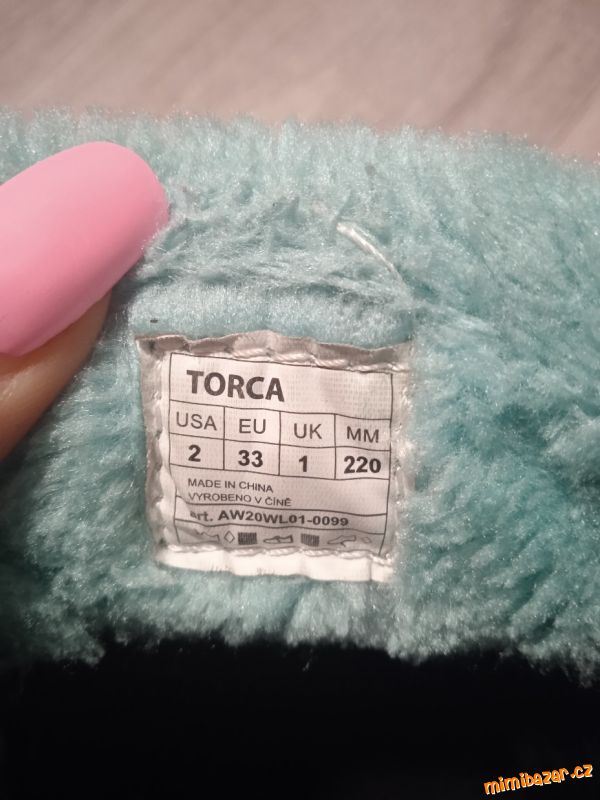 TORCA
USA EU UK MM
2 33 1 220
MADE IN CHINA
VYROBENO V ČÍNĚ
art. AW20WL01-0099
mimibazar.cz